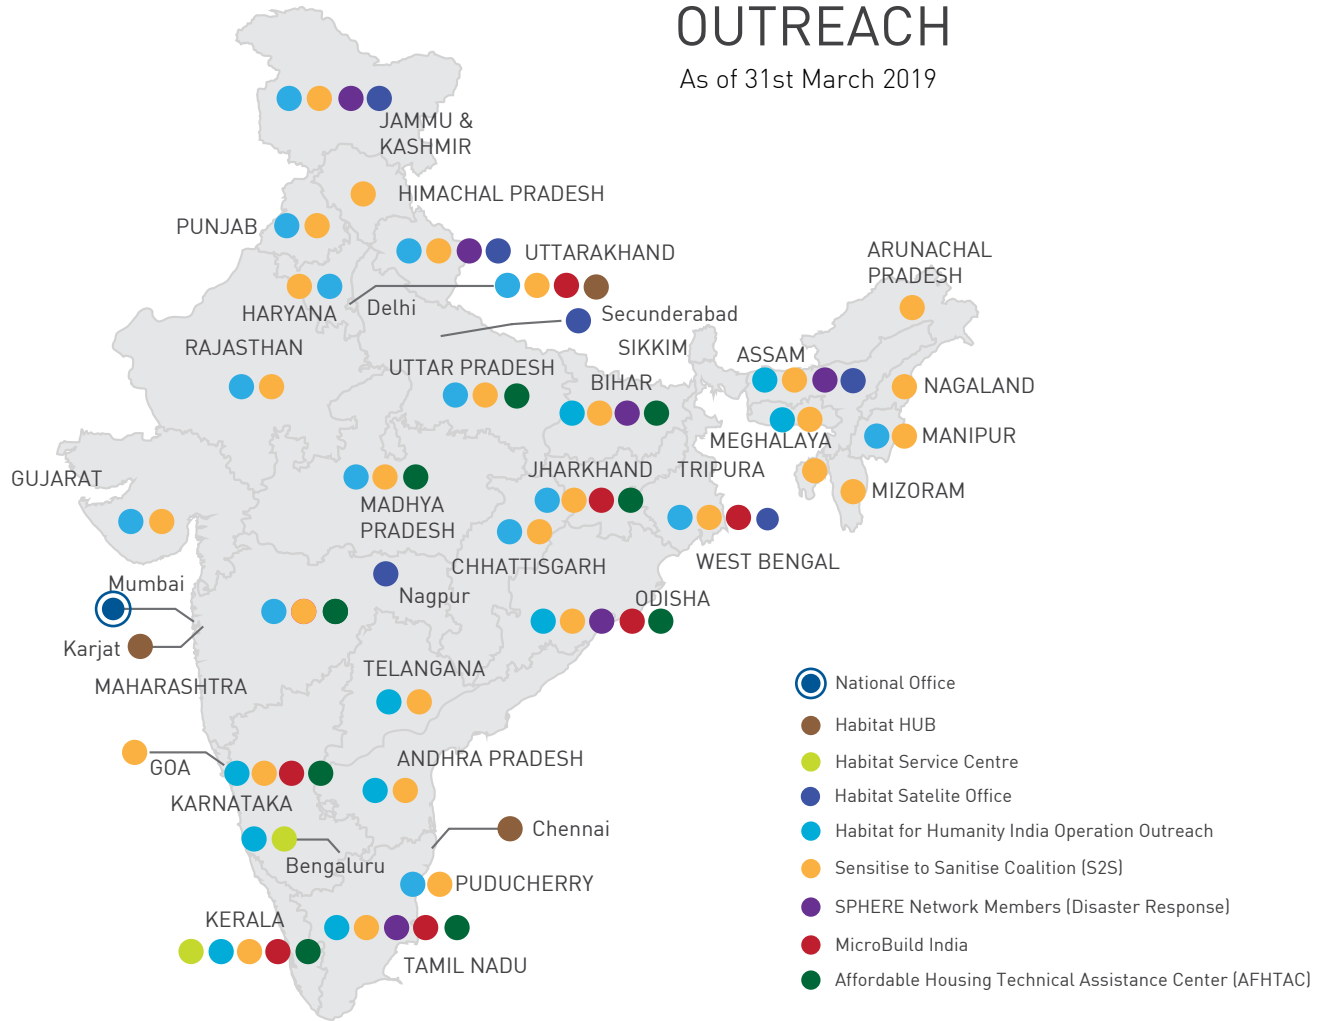 OUTREACH
As of 31st March 2019
JAMMU &
KASHMIR
HIMACHAL PRADESH
PUNJAB
UTTARAKHAND
ARUNACHAL
PRADESH
HARYANA
Delhi
Secunderabad
RAJASTHAN
SIKKIM
ASSAM
UTTAR PRADESH
BIHAR
NAGALAND
MEGHALAYA
MANIPUR
GUJARAT
JHARKHAND
TRIPURA
MIZORAM
MADHYA
PRADESH
CHHATTISGARH
WEST BENGAL
Mumbai
Nagpur
ODISHA
Karjat
TELANGANA
MAHARASHTRA
GOA
ANDHRA PRADESH
KARNATAKA
Chennai
Bengaluru
PUDUCHERRY
KERALA
TAMIL NADU
National Office
Habitat HUB
Habitat Service Centre
Habitat Satelite Office
Habitat for Humanity India Operation Outreach
Sensitise to Sanitise Coalition (S2S)
SPHERE Network Members (Disaster Response)
MicroBuild India
Affordable Housing Technical Assistance Center (AFHTAC)